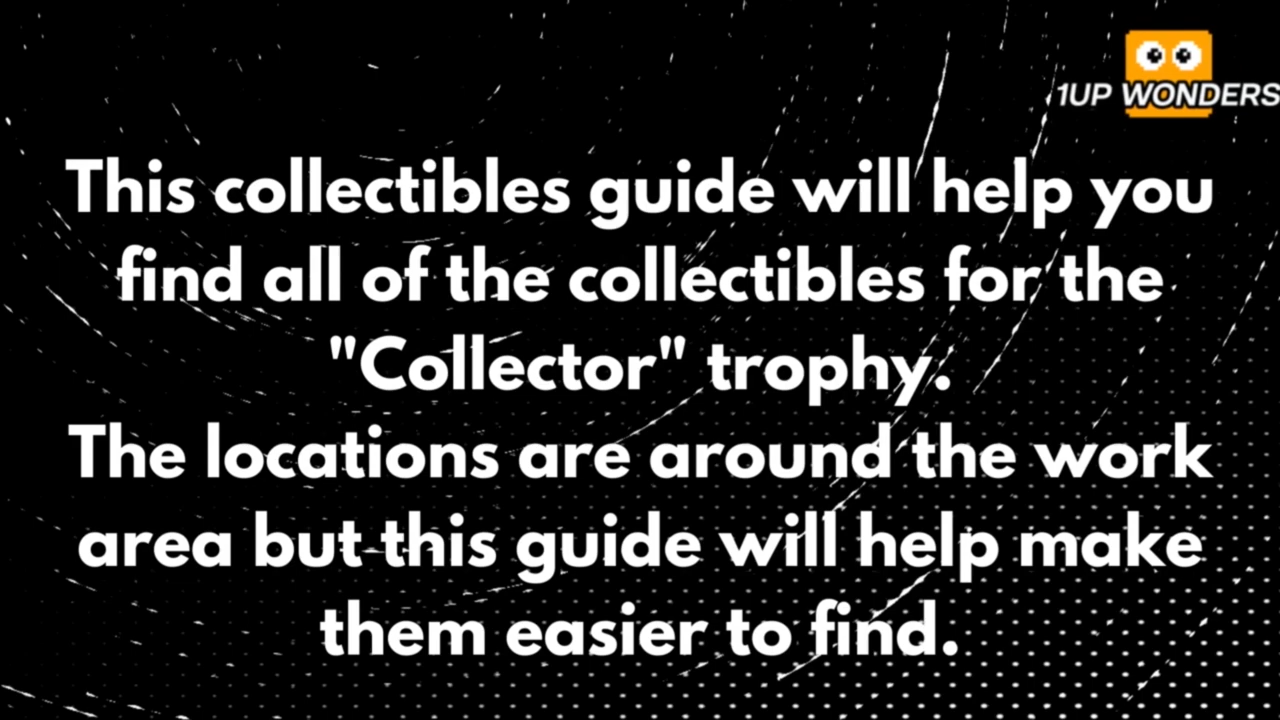 1UP WONDERS
This collectibles guide will help you
find all of the collectibles for the
"Collector" trophy.
The locations are around the work
area but this guide will help make
them easier to find.